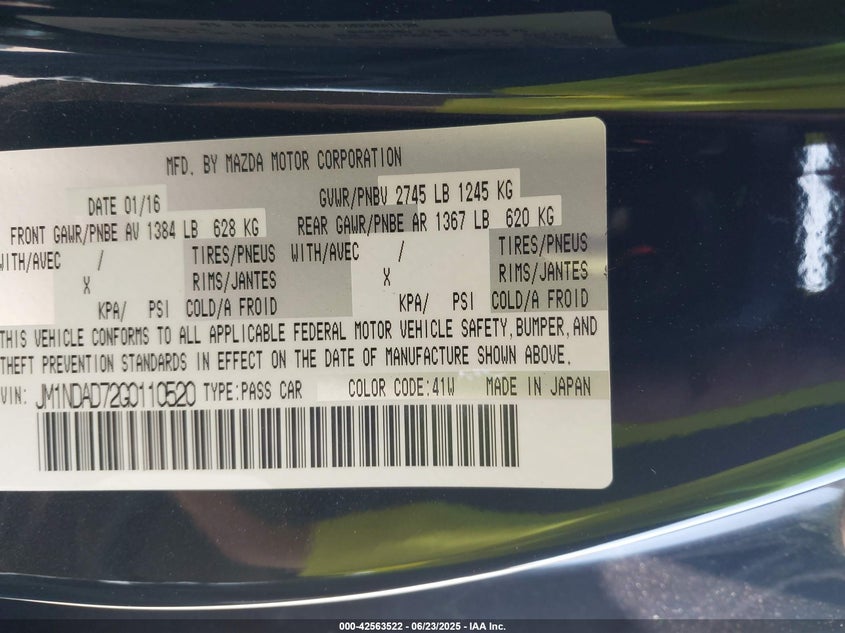 MFD. BY MAZDA MOTOR CORPORATION
DATE 01/16 GVWR/PNBV 2745 LB 1245 KG
FRONT GAWR/PNBE AV 1384 LB 628 KG REAR GAWR/PNBE AR 1367 LB 620 KG
WITH/AVEC / TIRES/PNEUS WITH/AVEC / TIRES/PNEUS
X RIMS/JANTES X RIMS/JANTES
KPA/ PSI COLD/A FROID KPA/ PSI COLD/A FROID
THIS VEHICLE CONFORMS TO ALL APPLICABLE FEDERAL MOTOR VEHICLE SAFETY, BUMPER, AND
THEFT PREVENTION STANDARDS IN EFFECT ON THE DATE OF MANUFACTURE SHOWN ABOVE.
VIN: JM1NDAD72G0110520 TYPE:PASS CAR COLOR CODE:41W MADE IN JAPAN
000-42563522 - 06/23/2025 - IAA Inc.